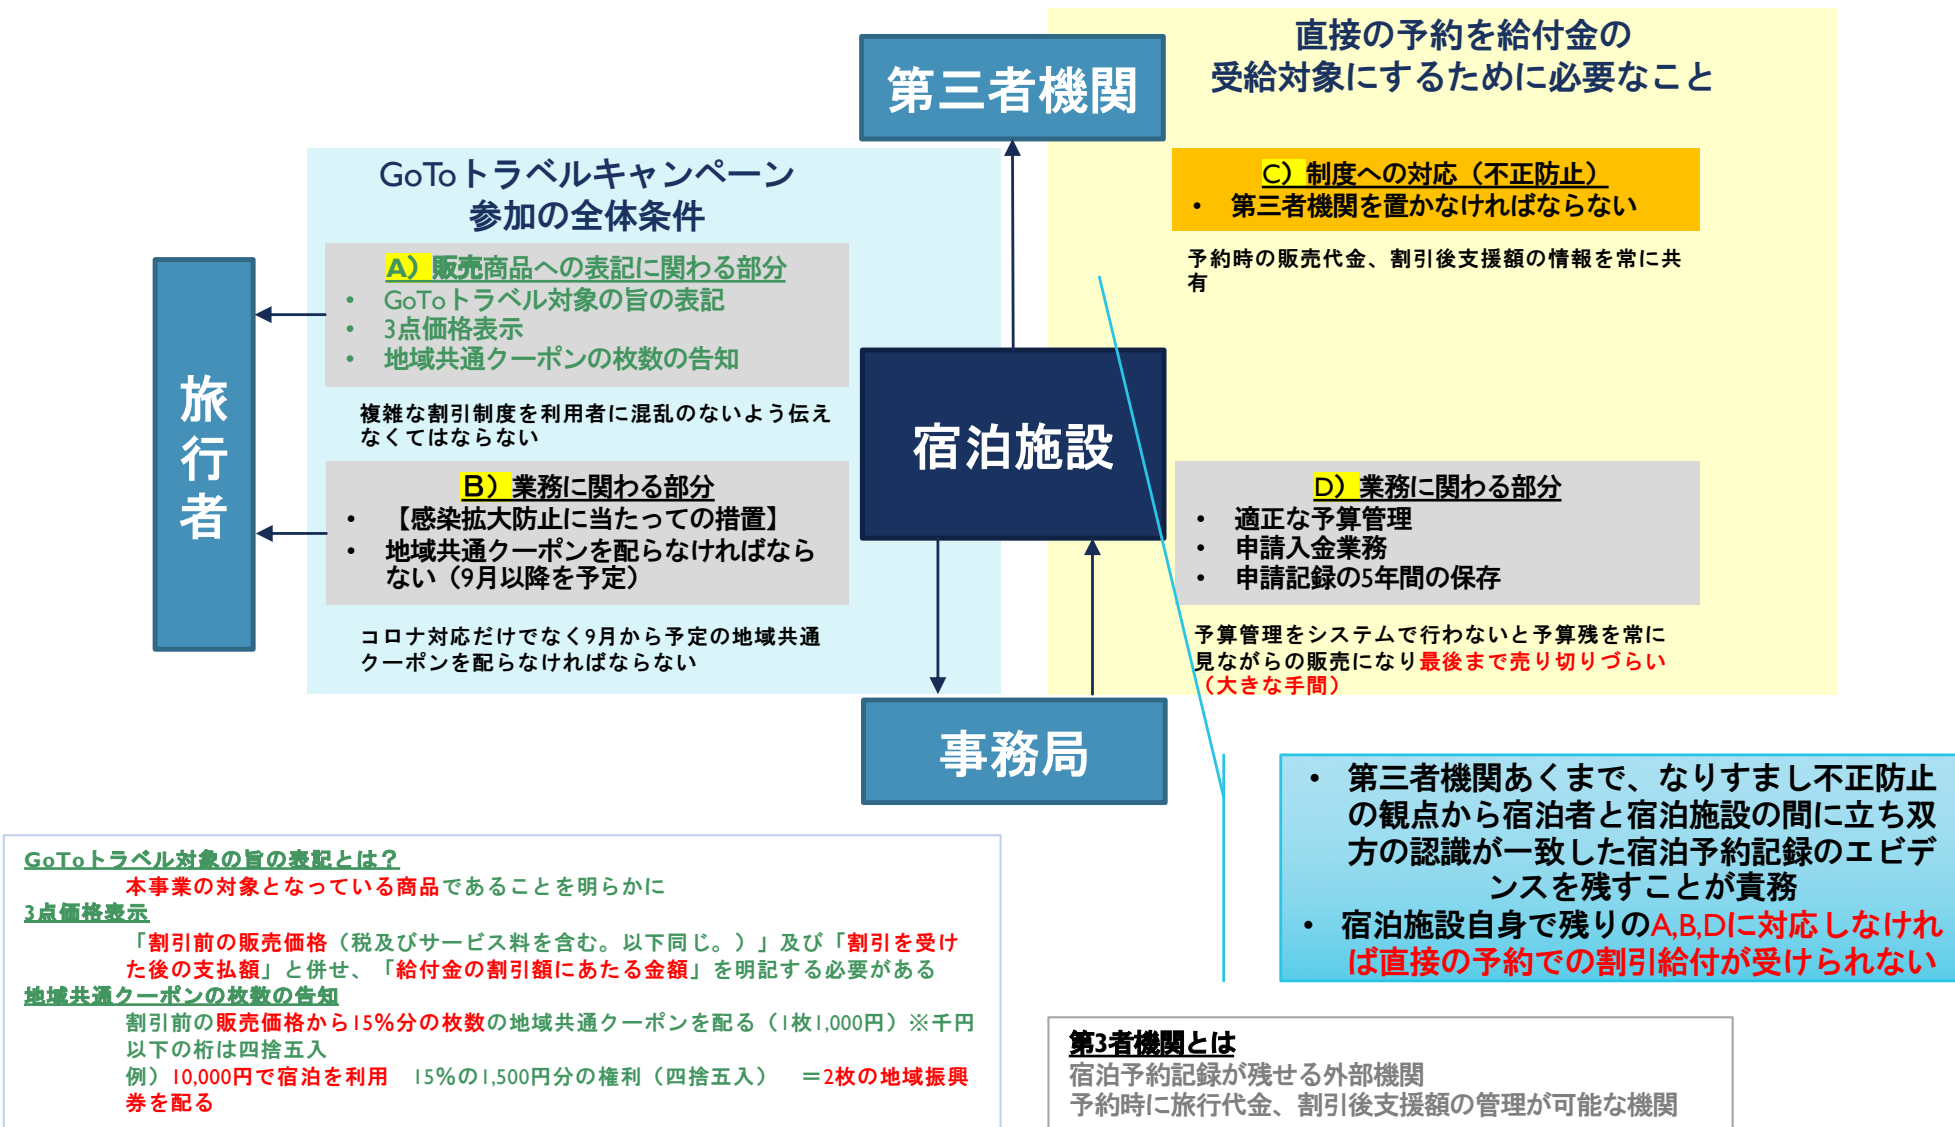 第三者機関
直接の予約を給付金の
受給対象にするために必要なこと
GoToトラベルキャンペーン
参加の全体条件
A）販売商品への表記に関わる部分
• GoToトラベル対象の旨の表記
• 3点価格表示
• 地域共通クーポンの枚数の告知
複雑な割引制度を利用者に混乱のないよう伝え
なくてはならない
B）業務に関わる部分
• 【感染拡大防止に当たっての措置】
• 地域共通クーポンを配らなければなら
ない（9月以降を予定）
コロナ対応だけでなく9月から予定の地域共通
クーポンを配らなければならない
旅行者
宿泊施設
事務局
C）制度への対応（不正防止）
• 第三者機関を置かなければならない
予約時の販売代金、割引後支援額の情報を常に共
有
D）業務に関わる部分
• 適正な予算管理
• 申請入金業務
• 申請記録の5年間の保存
予算管理をシステムで行わないと予算残を常に
見ながらの販売になり最後まで売り切りづらい
（大きな手間）
• 第三者機関あくまで、なりすまし不正防止
の観点から宿泊者と宿泊施設の間に立ち双
方の認識が一致した宿泊予約記録のエビデ
ンスを残すことが責務
• 宿泊施設自身で残りのA,B,Dに対応しなけれ
ば直接の予約での割引給付が受けられない
GoToトラベル対象の旨の表記とは？
本事業の対象となっている商品であることを明らかに
3点価格表示
「割引前の販売価格（税及びサービス料を含む。以下同じ。）」及び「割引を受け
た後の支払額」と併せ、「給付金の割引額にあたる金額」を明記する必要がある
地域共通クーポンの枚数の告知
割引前の販売価格から15％分の枚数の地域共通クーポンを配る（1枚1,000円）※千円
以下の桁は四捨五入
例）10,000円で宿泊を利用　15％の1,500円分の権利（四捨五入）　＝2枚の地域振興
券を配る
第3者機関とは
宿泊予約記録が残せる外部機関
予約時に旅行代金、割引後支援額の管理が可能な機関